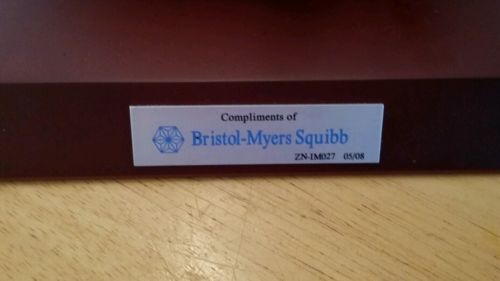 Compliments of
Bristol-Myers Squibb
ZN-IM027 05/08